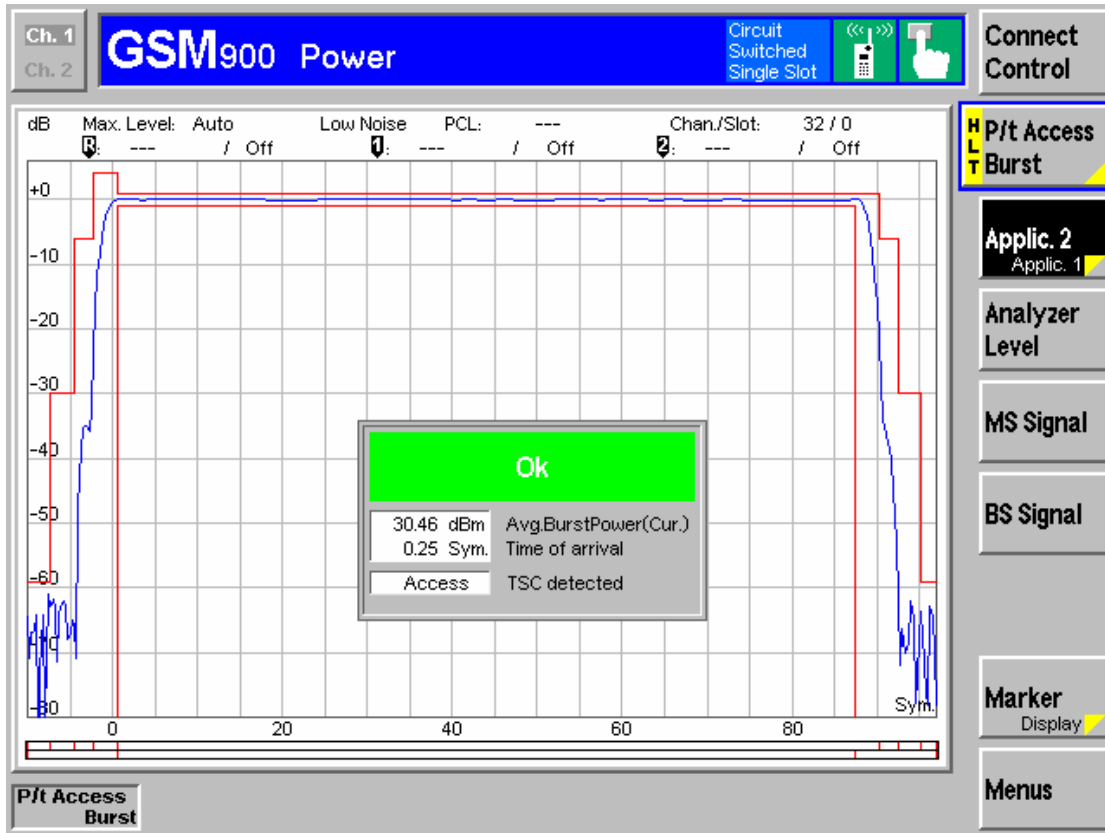 Ch. 1
Ch. 2
GSM900 Power
Circuit
Switched
Single Slot
Connect
Control
dB Max. Level: Auto Low Noise PCL: --- Chan./Slot: 32 / 0
R: --- / Off 1: --- / Off 2: --- / Off
HLT
P/t Access
Burst
Applic. 2
Applic. 1
Analyzer
Level
MS Signal
BS Signal
Marker
Display
Menus
+0
-10
-20
-30
-40
-50
-60
-70
-80
Ok
30.46 dBm Avg.BurstPower(Cur.)
0.25 Sym. Time of arrival
Access TSC detected
Sym.
0 20 40 60 80
P/t Access
Burst